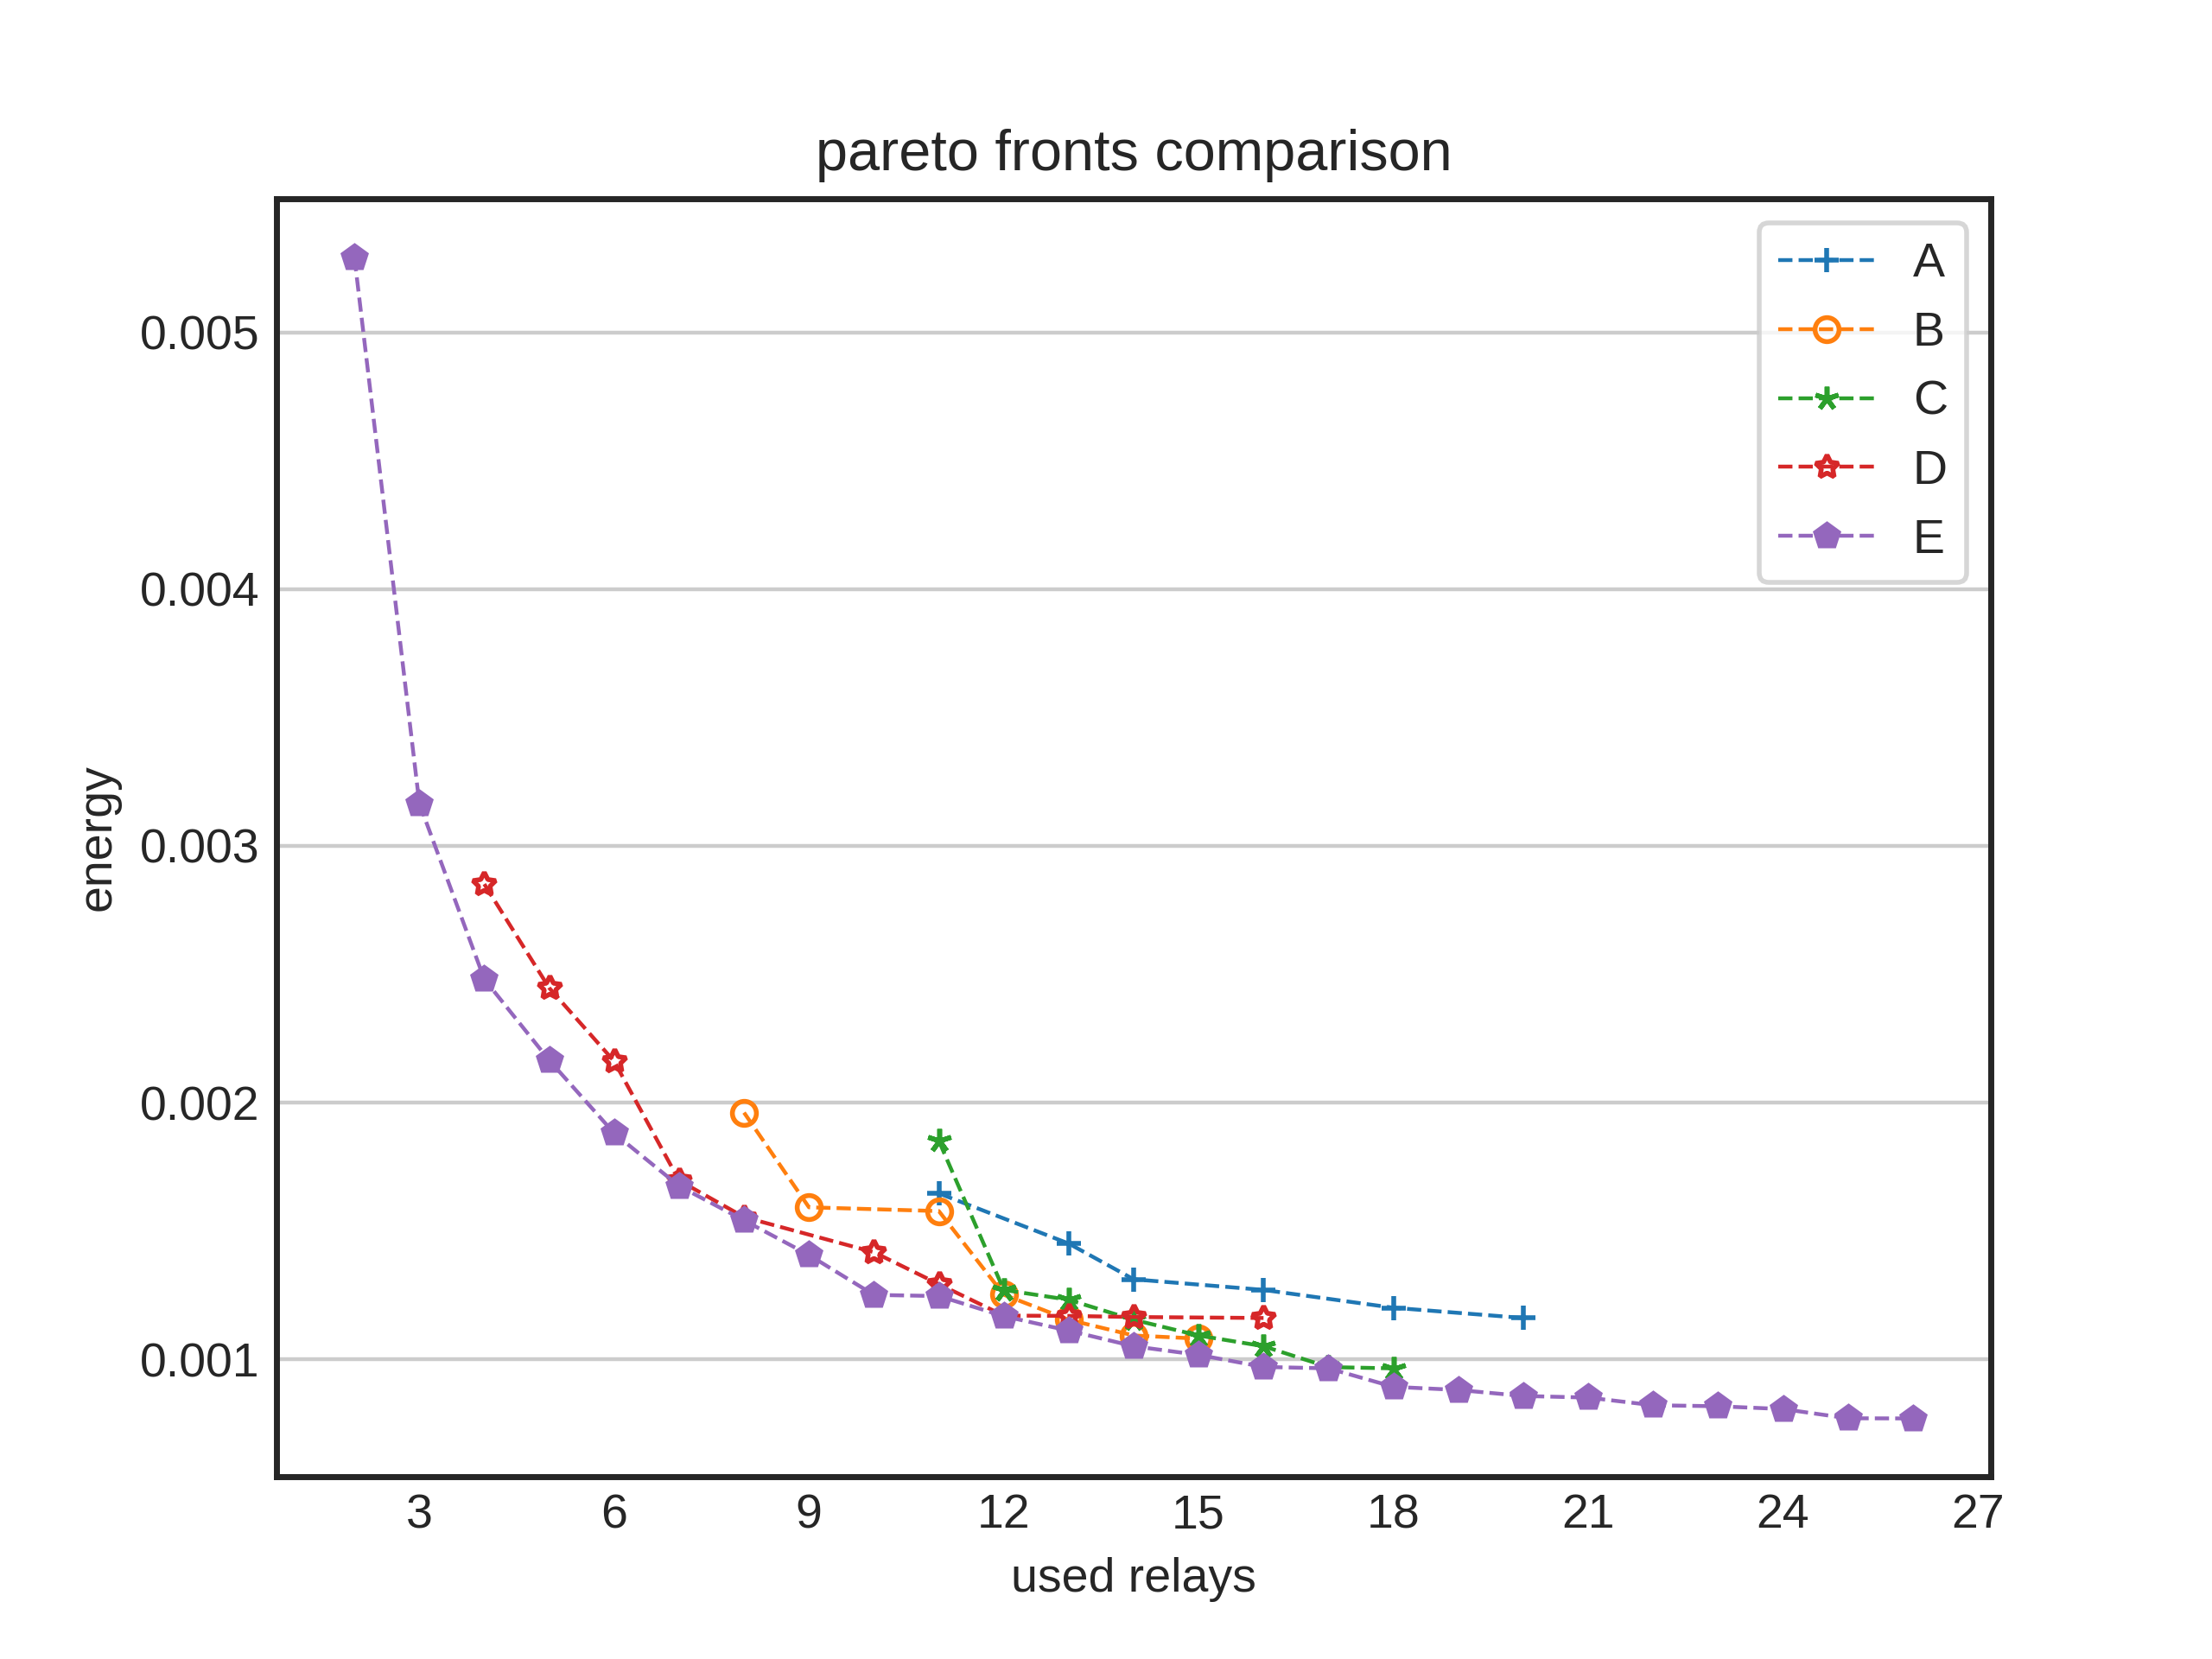 pareto fronts comparison
A
B
C
D
E
0.005
0.004
0.003
0.002
0.001
energy
3 6 9 12 15 18 21 24 27
used relays